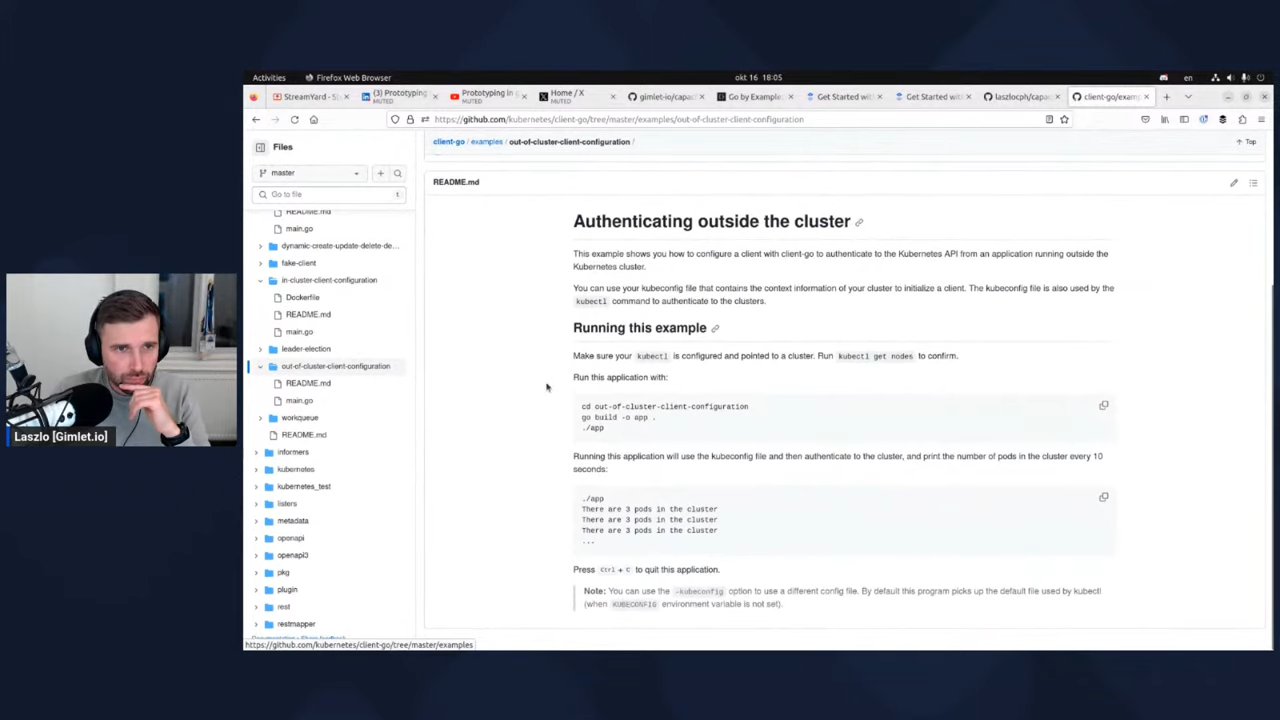 Activities
Firefox Web Browser
okt 16 18:05
en
StreamYard - St
(3) Prototyping
MUTED
Prototyping in g
MUTED
Home / X
MUTED
gimlet-io/capac
Go by Example
Get Started with
Get Started with
laszlocph/capac
client-go/examp
https://github.com/kubernetes/client-go/tree/master/examples/out-of-cluster-client-configuration
Files
master
Go to file
t
README.md
main.go
dynamic-create-update-delete-de...
fake-client
in-cluster-client-configuration
Dockerfile
README.md
main.go
leader-election
out-of-cluster-client-configuration
README.md
main.go
workqueue
README.md
informers
kubernetes
kubernetes_test
listers
metadata
openapi
openapi3
pkg
plugin
rest
restmapper
https://github.com/kubernetes/client-go/tree/master/examples
client-go / examples / out-of-cluster-client-configuration /
Top
README.md
Authenticating outside the cluster
This example shows you how to configure a client with client-go to authenticate to the Kubernetes API from an application running outside the
Kubernetes cluster.
You can use your kubeconfig file that contains the context information of your cluster to initialize a client. The kubeconfig file is also used by the
kubectl command to authenticate to the clusters.
Running this example
Make sure your kubectl is configured and pointed to a cluster. Run kubectl get nodes to confirm.
Run this application with:
cd out-of-cluster-client-configuration
go build -o app .
./app
Running this application will use the kubeconfig file and then authenticate to the cluster, and print the number of pods in the cluster every 10
seconds:
./app
There are 3 pods in the cluster
There are 3 pods in the cluster
There are 3 pods in the cluster
...
Press Ctrl + C to quit this application.
Note: You can use the -kubeconfig option to use a different config file. By default this program picks up the default file used by kubectl
(when KUBECONFIG environment variable is not set).
Laszlo [Gimlet.io]